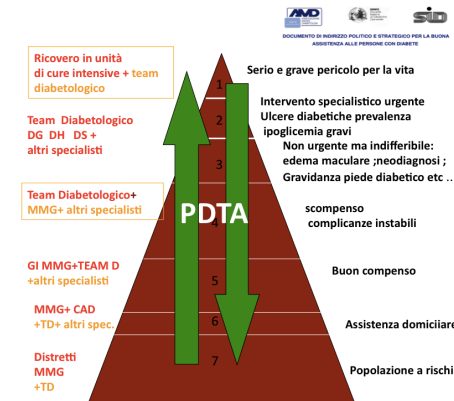 AMD
SID
DOCUMENTO DI INDIRIZZO POLITICO E STRATEGICO PER LA BUONA
ASSISTENZA ALLE PERSONE CON DIABETE
Ricovero in unità
di cure intensive + team
diabetologico
Serio e grave pericolo per la vita
1
Team Diabetologico
DG DH DS +
altri specialisti
Intervento specialistico urgente
Ulcere diabetiche prevalenza
ipoglicemia gravi
2
Non urgente ma indifferibile:
edema maculare ;neodiagnosi ;
Gravidanza piede diabetico etc ..
3
Team Diabetologico+
MMG+ altri specialisti
PDTA
4
scompenso
complicanze instabili
GI MMG+TEAM D
+altri specialisti
Buon compenso
5
MMG+ CAD
+TD+ altri spec.
6
Assistenza domiciiare
Distretti
MMG
+TD
7
Popolazione a rischi